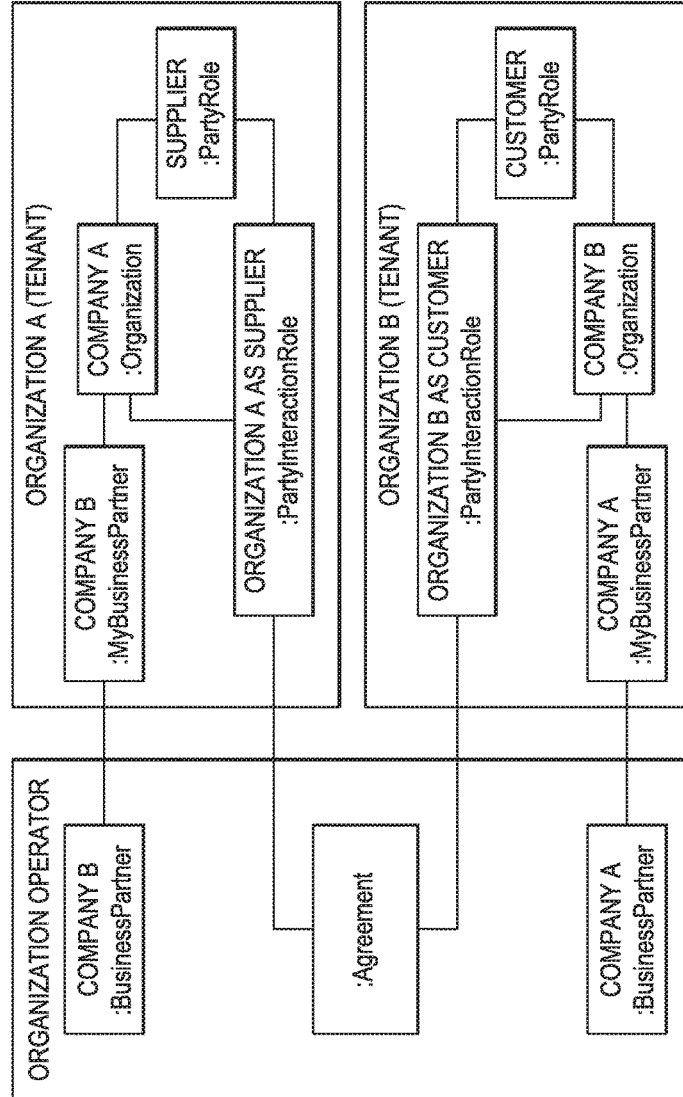 ORGANIZATION OPERATOR
COMPANY B
:BusinessPartner
:Agreement
COMPANY A
:BusinessPartner
ORGANIZATION A (TENANT)
COMPANY B
:MyBusinessPartner
COMPANY A
:Organization
SUPPLIER
:PartyRole
ORGANIZATION A AS SUPPLIER
:PartyInteractionRole
ORGANIZATION B (TENANT)
ORGANIZATION B AS CUSTOMER
:PartyInteractionRole
CUSTOMER
:PartyRole
COMPANY A
:MyBusinessPartner
COMPANY B
:Organization